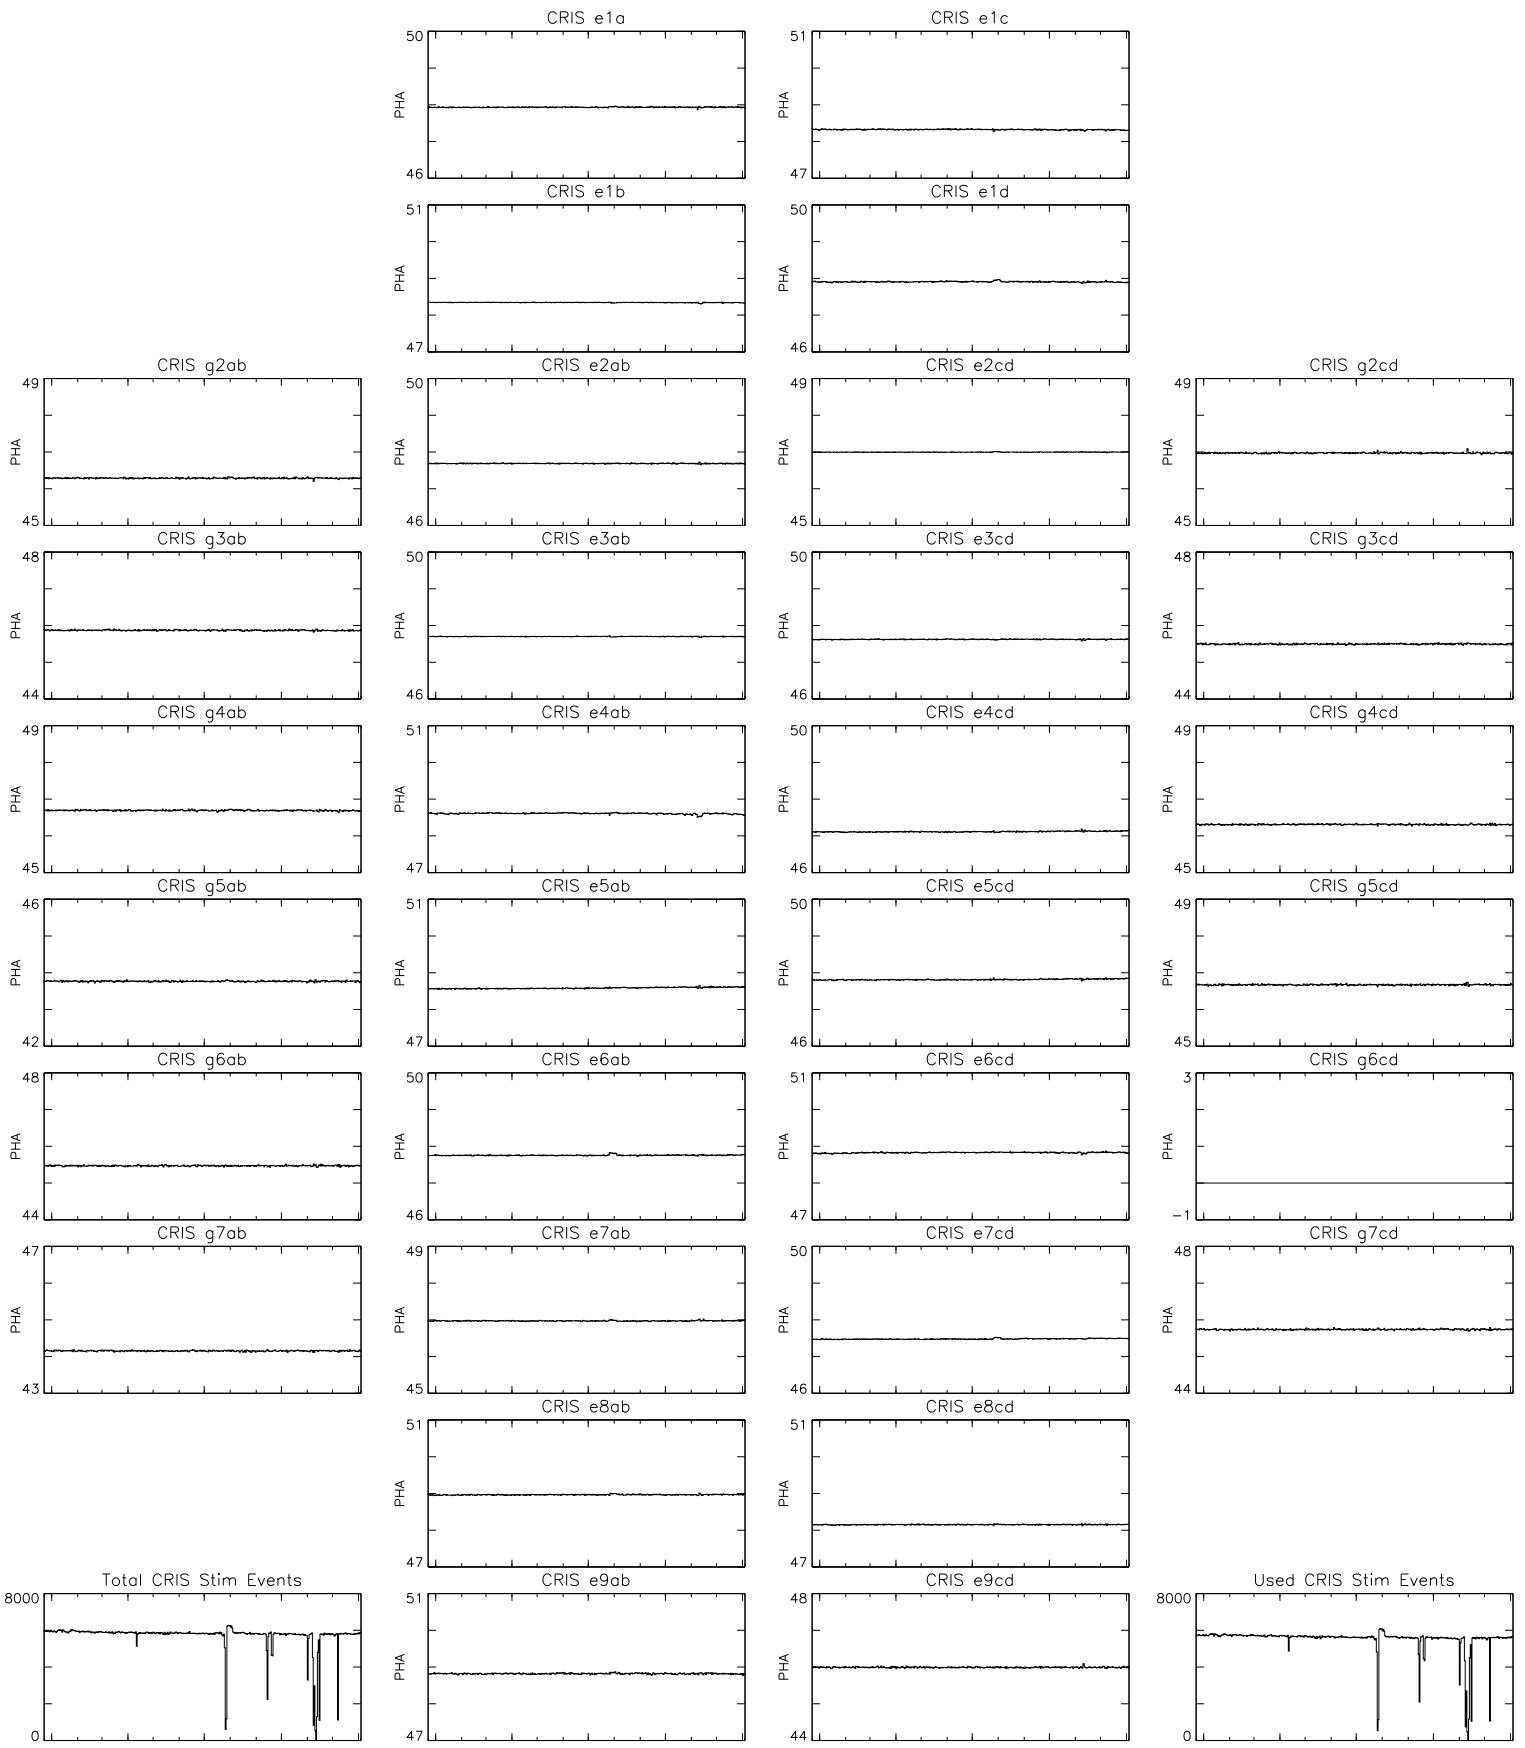 CRIS e1a
50
PHA
46
CRIS e1c
51
PHA
47
CRIS e1b
51
PHA
47
CRIS e1d
50
PHA
46
CRIS g2ab
49
PHA
45
CRIS e2ab
50
PHA
46
CRIS e2cd
49
PHA
45
CRIS g2cd
49
PHA
45
CRIS g3ab
48
PHA
44
CRIS e3ab
50
PHA
46
CRIS e3cd
50
PHA
46
CRIS g3cd
48
PHA
44
CRIS g4ab
49
PHA
45
CRIS e4ab
51
PHA
47
CRIS e4cd
50
PHA
46
CRIS g4cd
49
PHA
45
CRIS g5ab
46
PHA
42
CRIS e5ab
51
PHA
47
CRIS e5cd
50
PHA
46
CRIS g5cd
49
PHA
45
CRIS g6ab
48
PHA
44
CRIS e6ab
50
PHA
46
CRIS e6cd
51
PHA
47
CRIS g6cd
3
PHA
−1
CRIS g7ab
47
PHA
43
CRIS e7ab
49
PHA
45
CRIS e7cd
50
PHA
46
CRIS g7cd
48
PHA
44
CRIS e8ab
51
PHA
47
CRIS e8cd
51
PHA
47
Total CRIS Stim Events
8000
0
CRIS e9ab
51
PHA
47
CRIS e9cd
48
PHA
44
Used CRIS Stim Events
8000
0